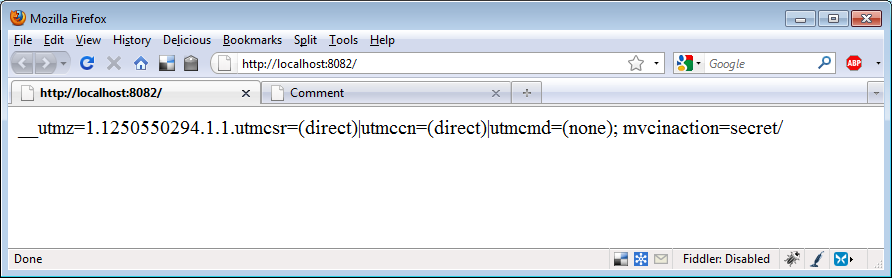 Mozilla Firefox
File Edit View History Delicious Bookmarks Split Tools Help
http://localhost:8082/ Google ABP
http://localhost:8082/ Comment
__utmz=1.1250550294.1.1.utmcsr=(direct)|utmccn=(direct)|utmcmd=(none); mvcinaction=secret/
Done Fiddler: Disabled